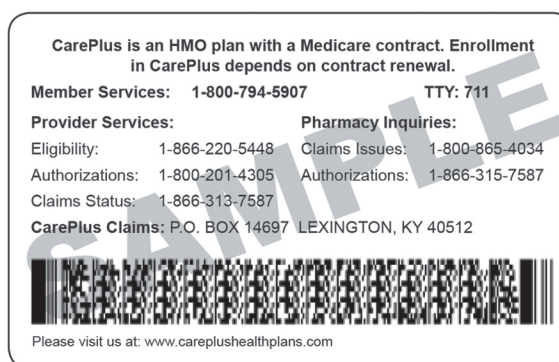 CarePlus is an HMO plan with a Medicare contract. Enrollment
in CarePlus depends on contract renewal.
Member Services: 1-800-794-5907 TTY: 711
Provider Services: Pharmacy Inquiries:
Eligibility: 1-866-220-5448 Claims Issues: 1-800-865-4034
Authorizations: 1-800-201-4305 Authorizations: 1-866-315-7587
Claims Status: 1-866-313-7587
CarePlus Claims: P.O. BOX 14697 LEXINGTON, KY 40512
SAMPLE
Please visit us at: www.careplushealthplans.com